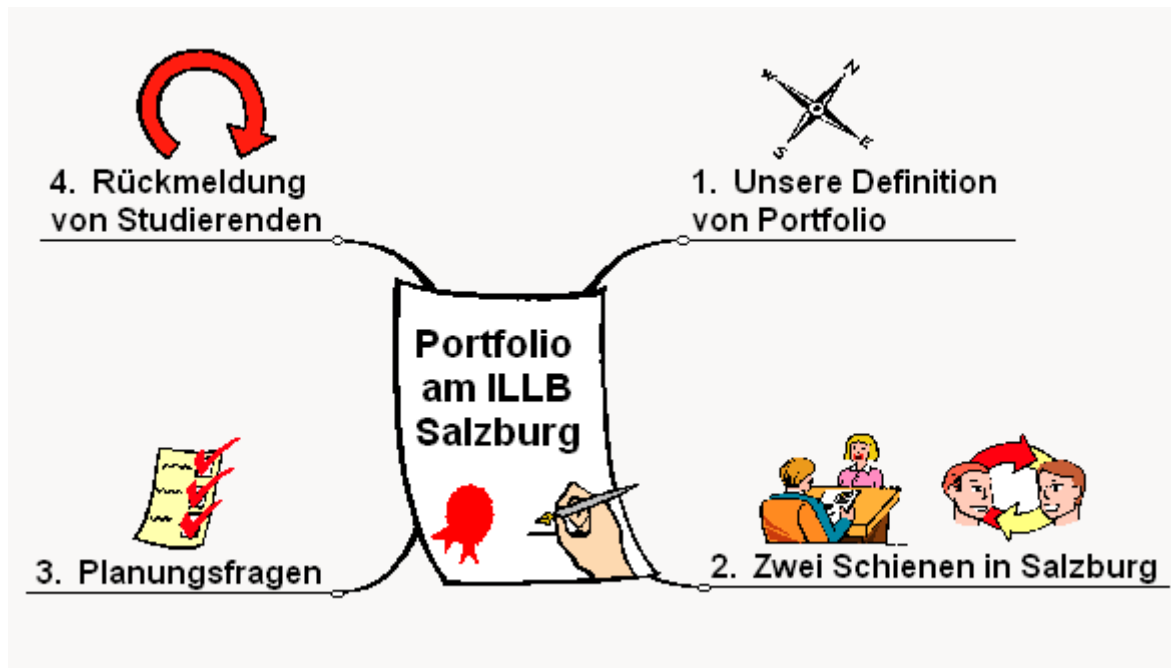 Portfolio
am ILLB
Salzburg
1. Unsere Definition
von Portfolio
N
E
S
W
2. Zwei Schienen in Salzburg
3. Planungsfragen
4. Rückmeldung
von Studierenden